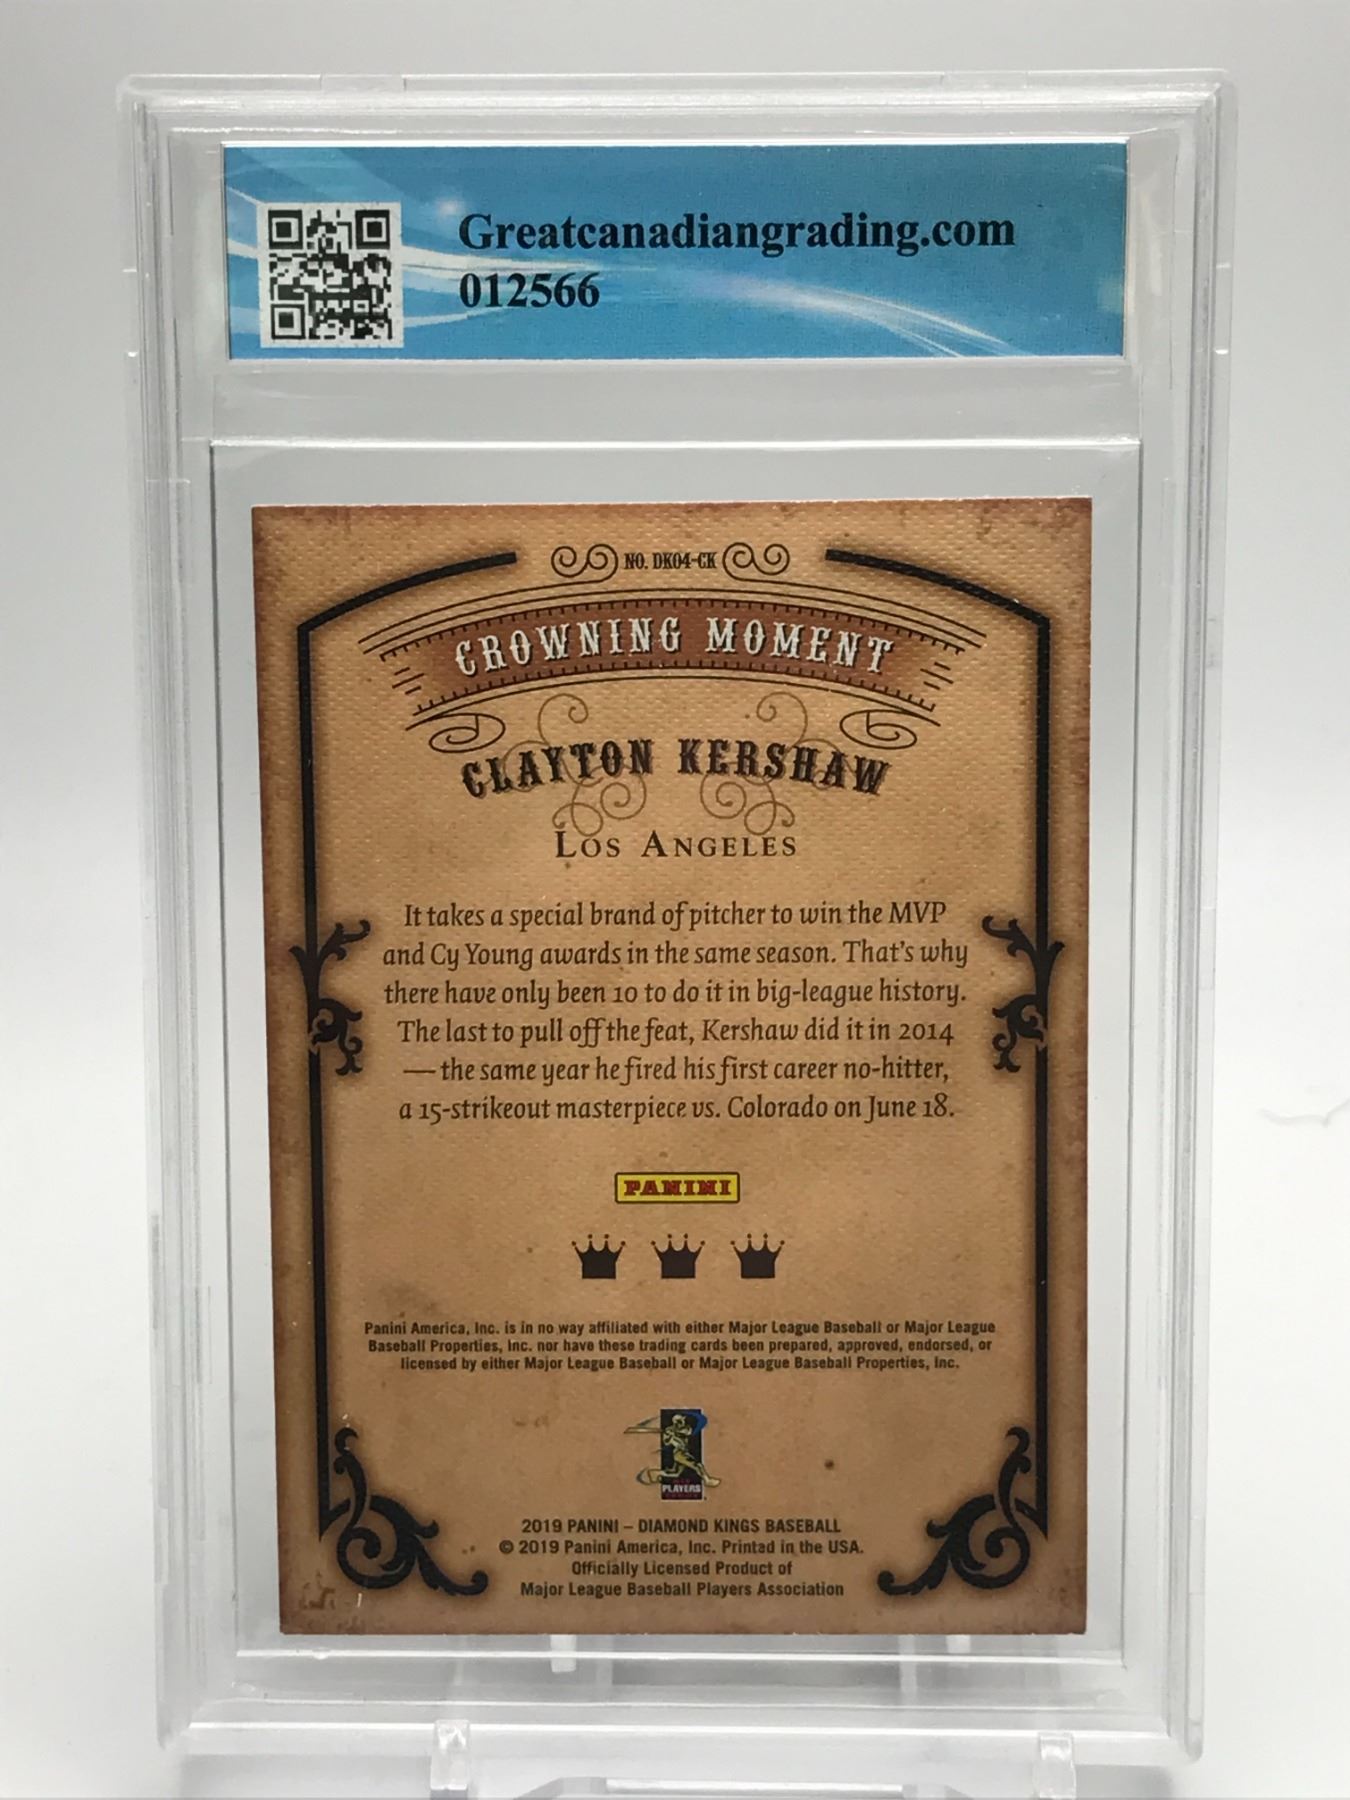 Greatcanadiangrading.com
012566
NO. DK04-CK
CROWNING MOMENT
CLAYTON KERSHAW
LOS ANGELES
It takes a special brand of pitcher to win the MVP
and Cy Young awards in the same season. That's why
there have only been 10 to do it in big-league history.
The last to pull off the feat, Kershaw did it in 2014
— the same year he fired his first career no-hitter,
a 15-strikeout masterpiece vs. Colorado on June 18.
PANINI
Panini America, Inc. is in no way affiliated with either Major League Baseball or Major League
Baseball Properties, Inc. nor have these trading cards been prepared, approved, endorsed, or
licensed by either Major League Baseball or Major League Baseball Properties, Inc.
PLAYERS
2019 PANINI – DIAMOND KINGS BASEBALL
© 2019 Panini America, Inc. Printed in the USA.
Officially Licensed Product of
Major League Baseball Players Association